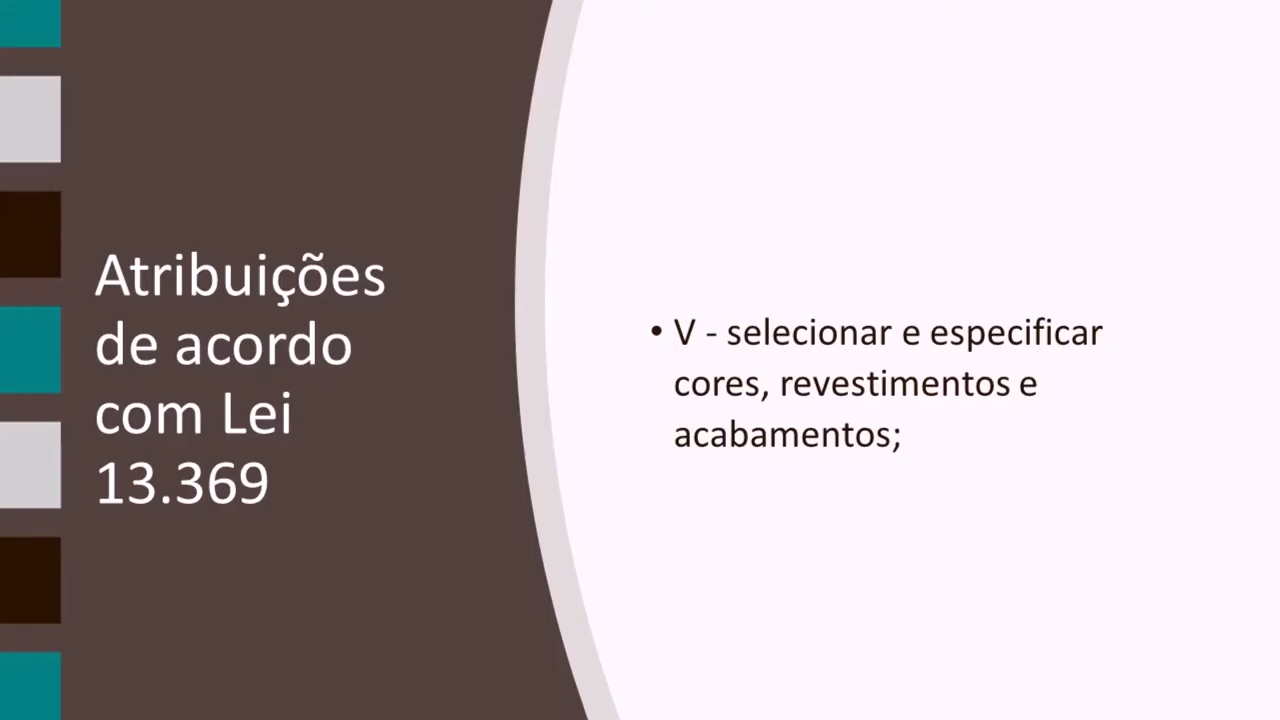 Atribuições
de acordo
com Lei
13.369
• V - selecionar e especificar
cores, revestimentos e
acabamentos;